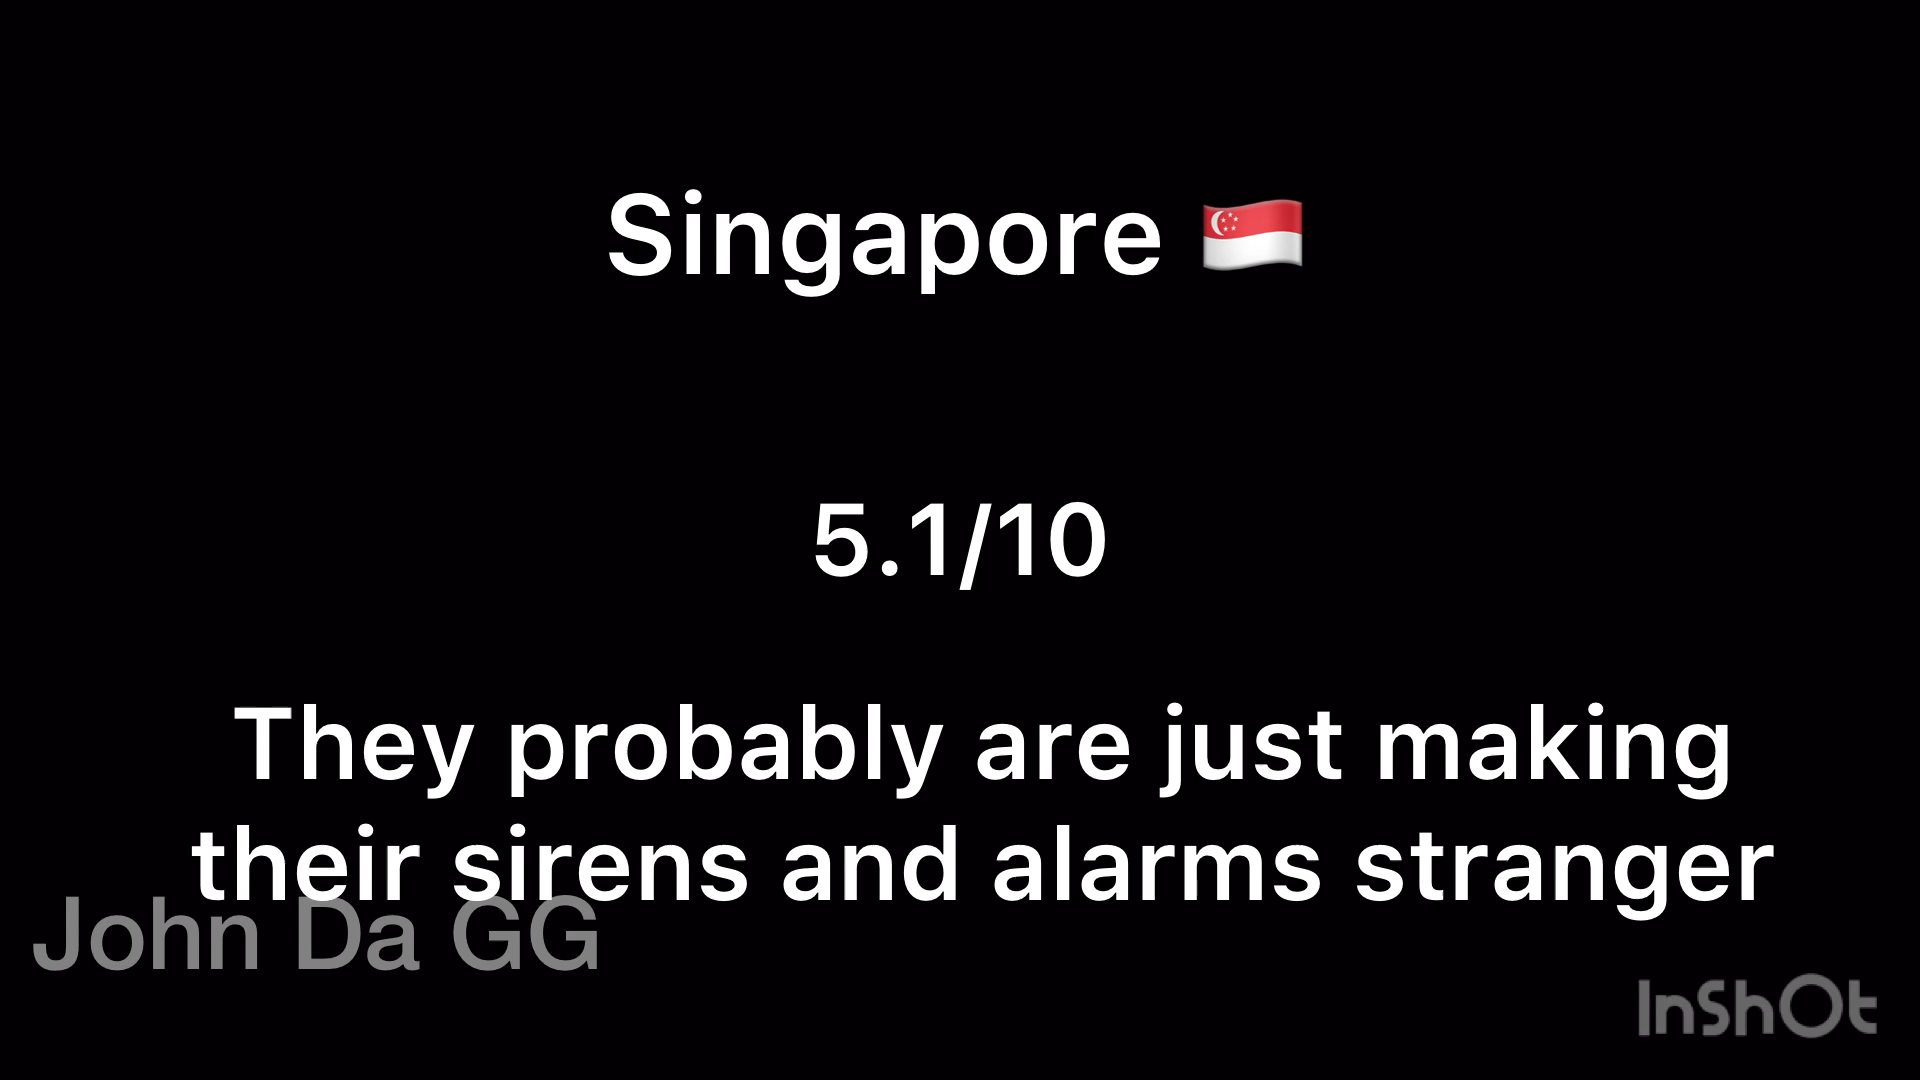 Singapore 🇸🇬
5.1/10
They probably are just making
their sirens and alarms stranger
John Da GG
InShOt